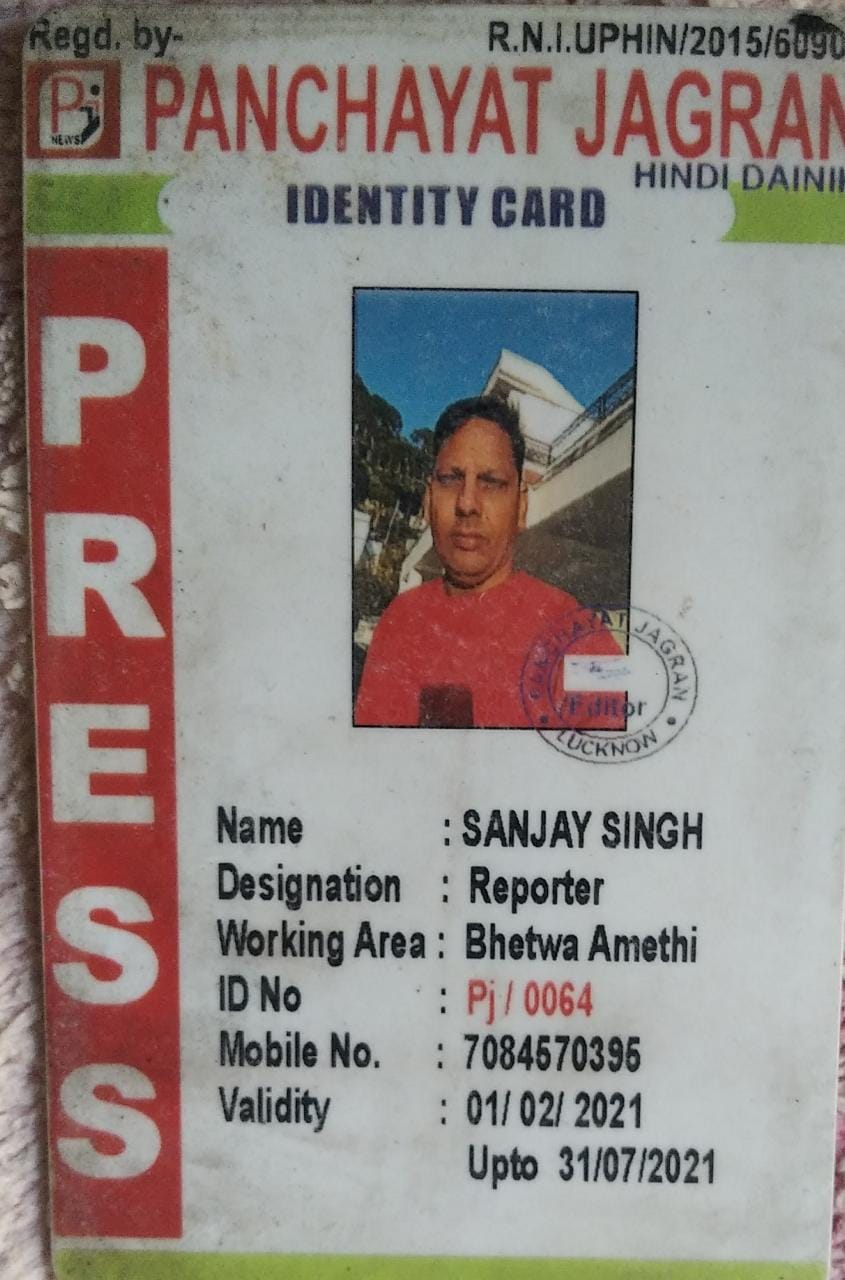 Regd. by-
R.N.I.UPHIN/2015/6090
Pj NEWS
PANCHAYAT JAGRAN
HINDI DAINIK
IDENTITY CARD
PRESS
PANCHAYAT JAGRAN
Editor
LUCKNOW
Name : SANJAY SINGH
Designation : Reporter
Working Area : Bhetwa Amethi
ID No : Pj / 0064
Mobile No. : 7084570395
Validity : 01/ 02/ 2021
Upto 31/07/2021